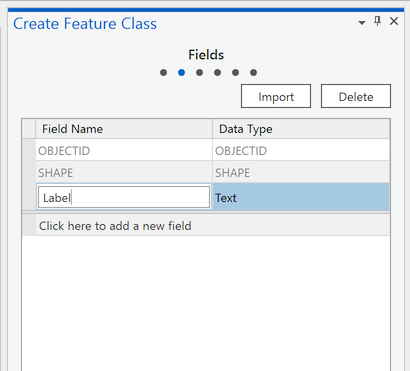 Create Feature Class
Fields
Import Delete
Field Name Data Type
OBJECTID OBJECTID
SHAPE SHAPE
Label Text
Click here to add a new field